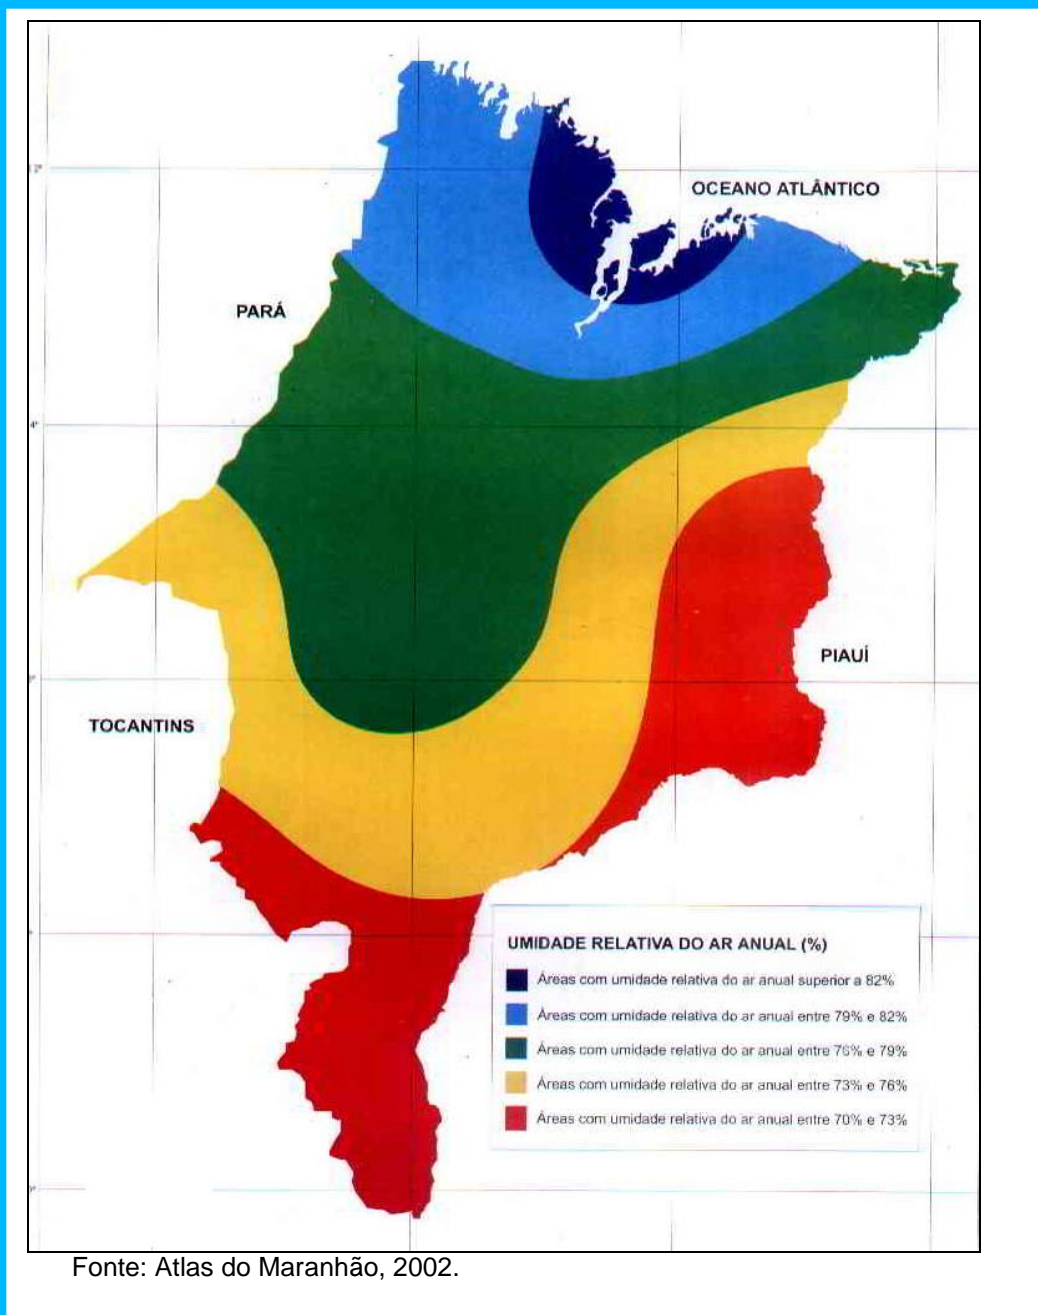 2º
OCEANO ATLÂNTICO
PARÁ
4º
PIAUÍ
TOCANTINS
UMIDADE RELATIVA DO AR ANUAL (%)
Áreas com umidade relativa do ar anual superior a 82%
Áreas com umidade relativa do ar anual entre 79% e 82%
Áreas com umidade relativa do ar anual entre 76% e 79%
Áreas com umidade relativa do ar anual entre 73% e 76%
Áreas com umidade relativa do ar anual entre 70% e 73%
Fonte: Atlas do Maranhão, 2002.